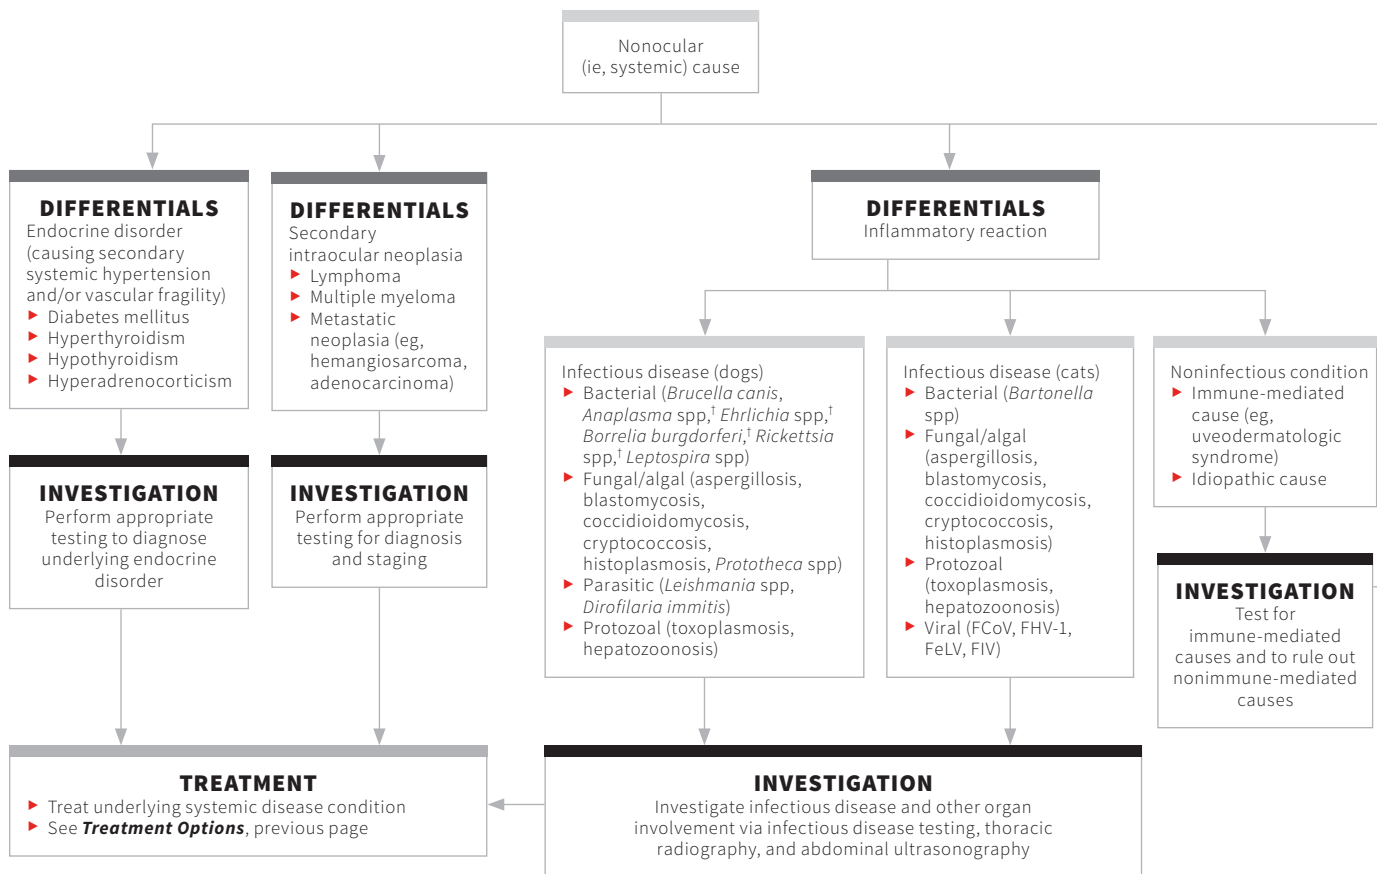 Nonocular
(ie, systemic) cause
DIFFERENTIALS
Endocrine disorder
(causing secondary
systemic hypertension
and/or vascular fragility)
► Diabetes mellitus
► Hyperthyroidism
► Hypothyroidism
► Hyperadrenocorticism
DIFFERENTIALS
Secondary
intraocular neoplasia
► Lymphoma
► Multiple myeloma
► Metastatic
neoplasia (eg,
hemangiosarcoma,
adenocarcinoma)
DIFFERENTIALS
Inflammatory reaction
Infectious disease (dogs)
► Bacterial (Brucella canis,
Anaplasma spp,† Ehrlichia spp,†
Borrelia burgdorferi,† Rickettsia
spp,† Leptospira spp)
► Fungal/algal (aspergillosis,
blastomycosis,
coccidioidomycosis,
cryptococcosis,
histoplasmosis, Prototheca spp)
► Parasitic (Leishmania spp,
Dirofilaria immitis)
► Protozoal (toxoplasmosis,
hepatozoonosis)
Infectious disease (cats)
► Bacterial (Bartonella
spp)
► Fungal/algal
(aspergillosis,
blastomycosis,
coccidioidomycosis,
cryptococcosis,
histoplasmosis)
► Protozoal
(toxoplasmosis,
hepatozoonosis)
► Viral (FCoV, FHV-1,
FeLV, FIV)
Noninfectious condition
► Immune-mediated
cause (eg,
uveodermatologic
syndrome)
► Idiopathic cause
INVESTIGATION
Perform appropriate
testing to diagnose
underlying endocrine
disorder
INVESTIGATION
Perform appropriate
testing for diagnosis
and staging
INVESTIGATION
Test for
immune-mediated
causes and to rule out
nonimmune-mediated
causes
TREATMENT
► Treat underlying systemic disease condition
► See Treatment Options, previous page
INVESTIGATION
Investigate infectious disease and other organ
involvement via infectious disease testing, thoracic
radiography, and abdominal ultrasonography